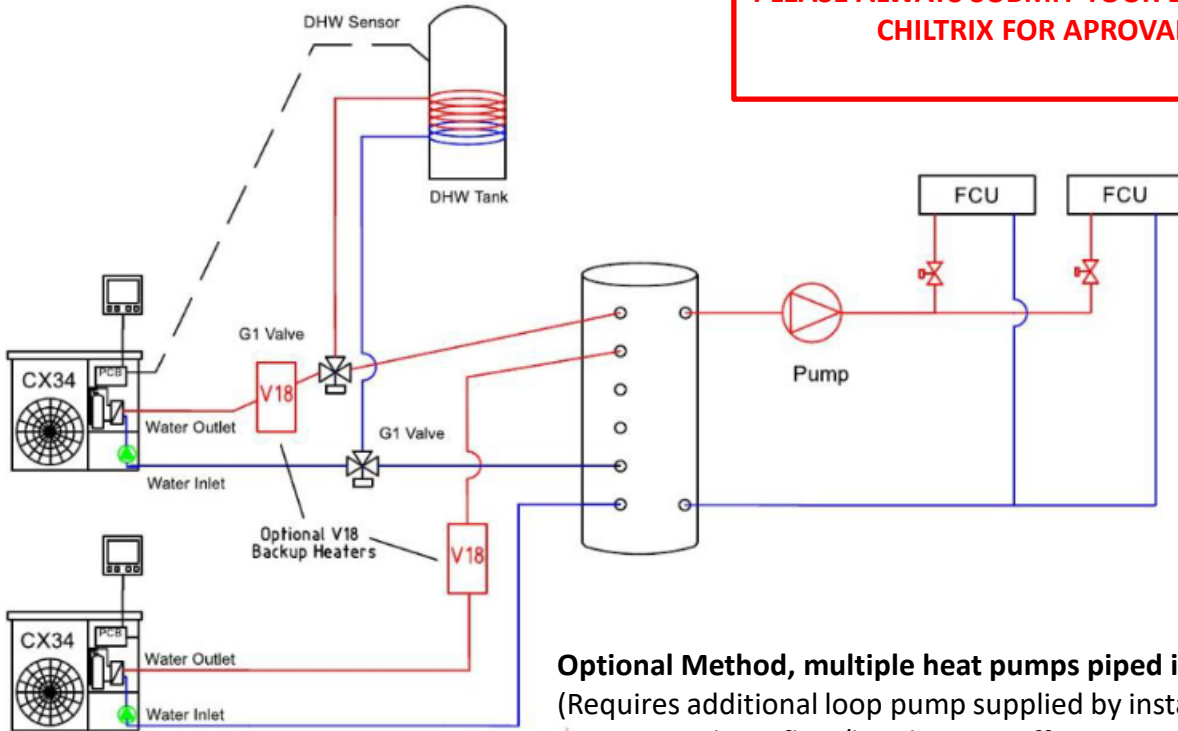 CHILTRIX FOR APROVA
DHW Sensor
DHW Tank
FCU
FCU
G1 Valve
Pump
PCB
CX34
V18
Water Outlet
G1 Valve
Water Inlet
Optional V18
Backup Heaters
V18
PCB
CX34
Water Outlet
Water Inlet
Optional Method, multiple heat pumps piped i
(Requires additional loop pump supplied by insta